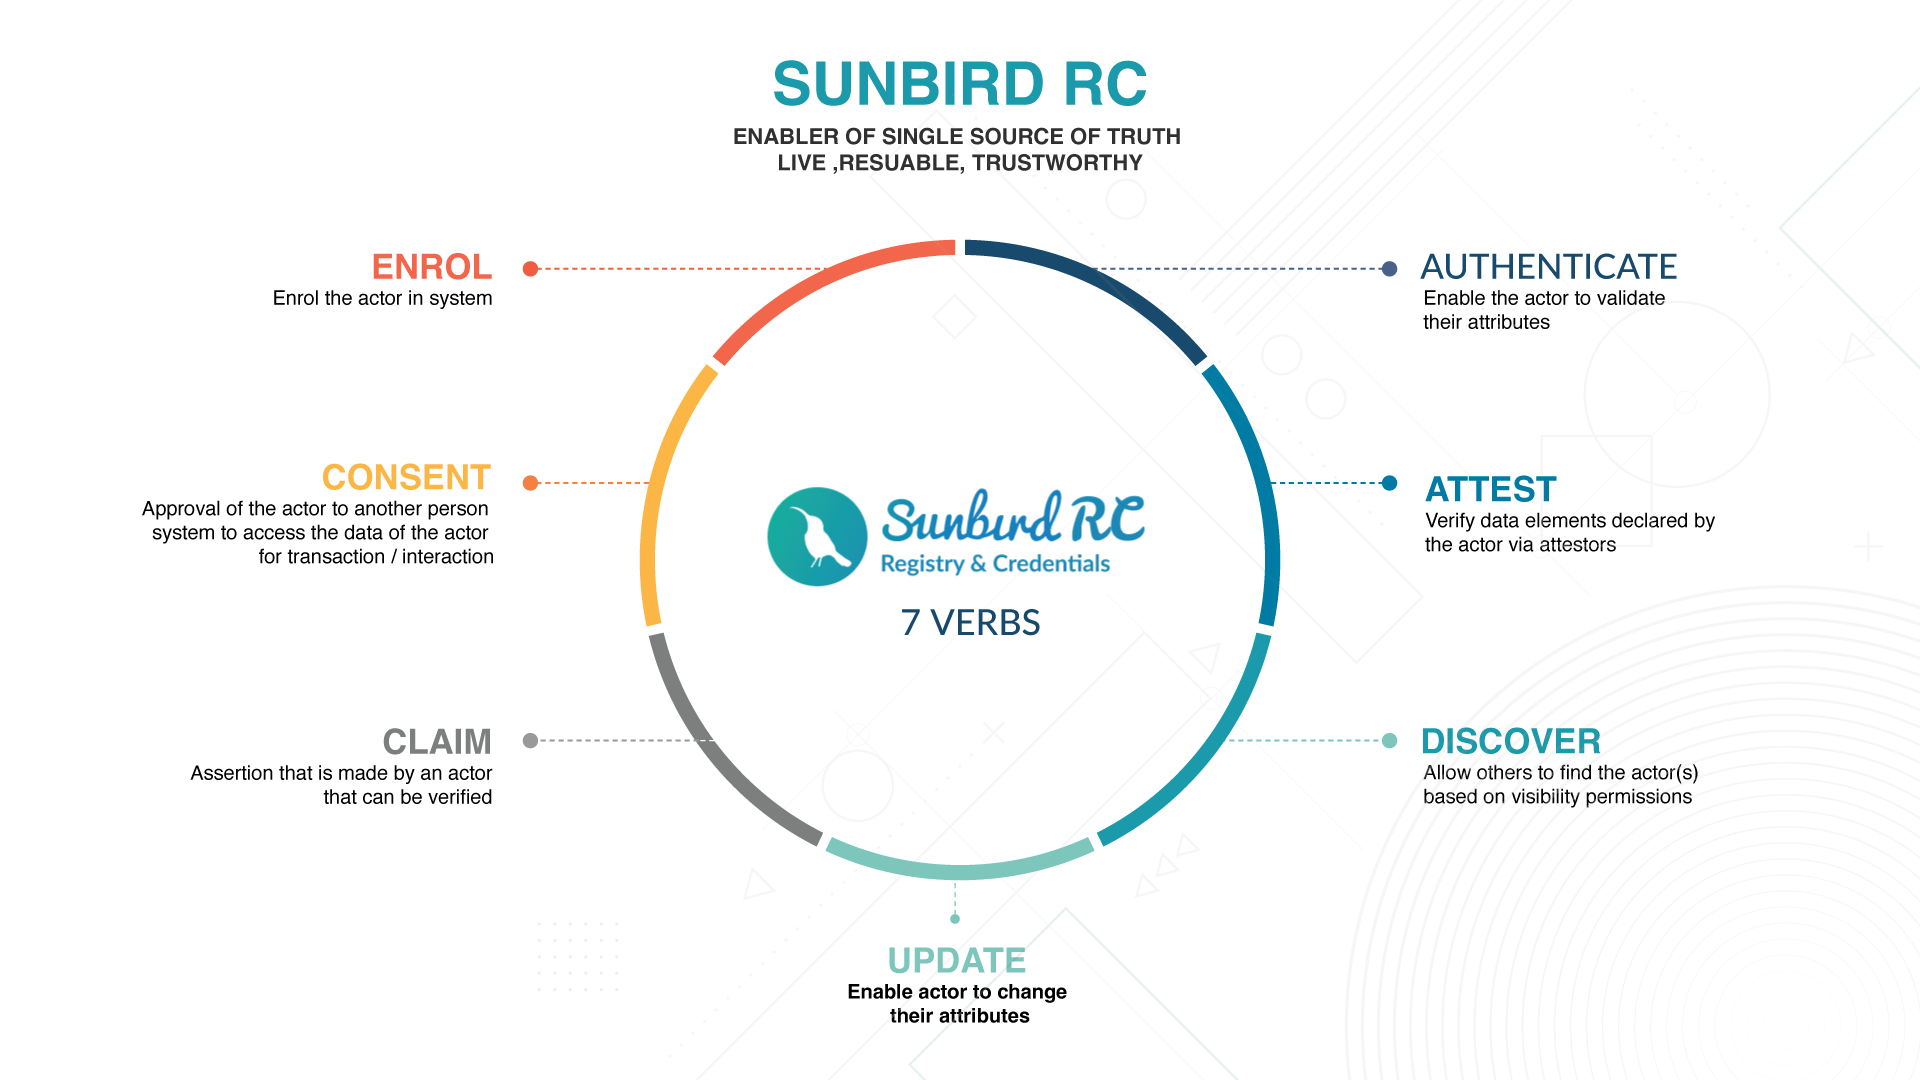 SUNBIRD RC
ENABLER OF SINGLE SOURCE OF TRUTH
LIVE ,RESUABLE, TRUSTWORTHY
ENROL
Enrol the actor in system
CONSENT
Approval of the actor to another person
system to access the data of the actor
for transaction / interaction
CLAIM
Assertion that is made by an actor
that can be verified
Sunbird RC
Registry & Credentials
7 VERBS
AUTHENTICATE
Enable the actor to validate
their attributes
ATTEST
Verify data elements declared by
the actor via attestors
DISCOVER
Allow others to find the actor(s)
based on visibility permissions
UPDATE
Enable actor to change
their attributes